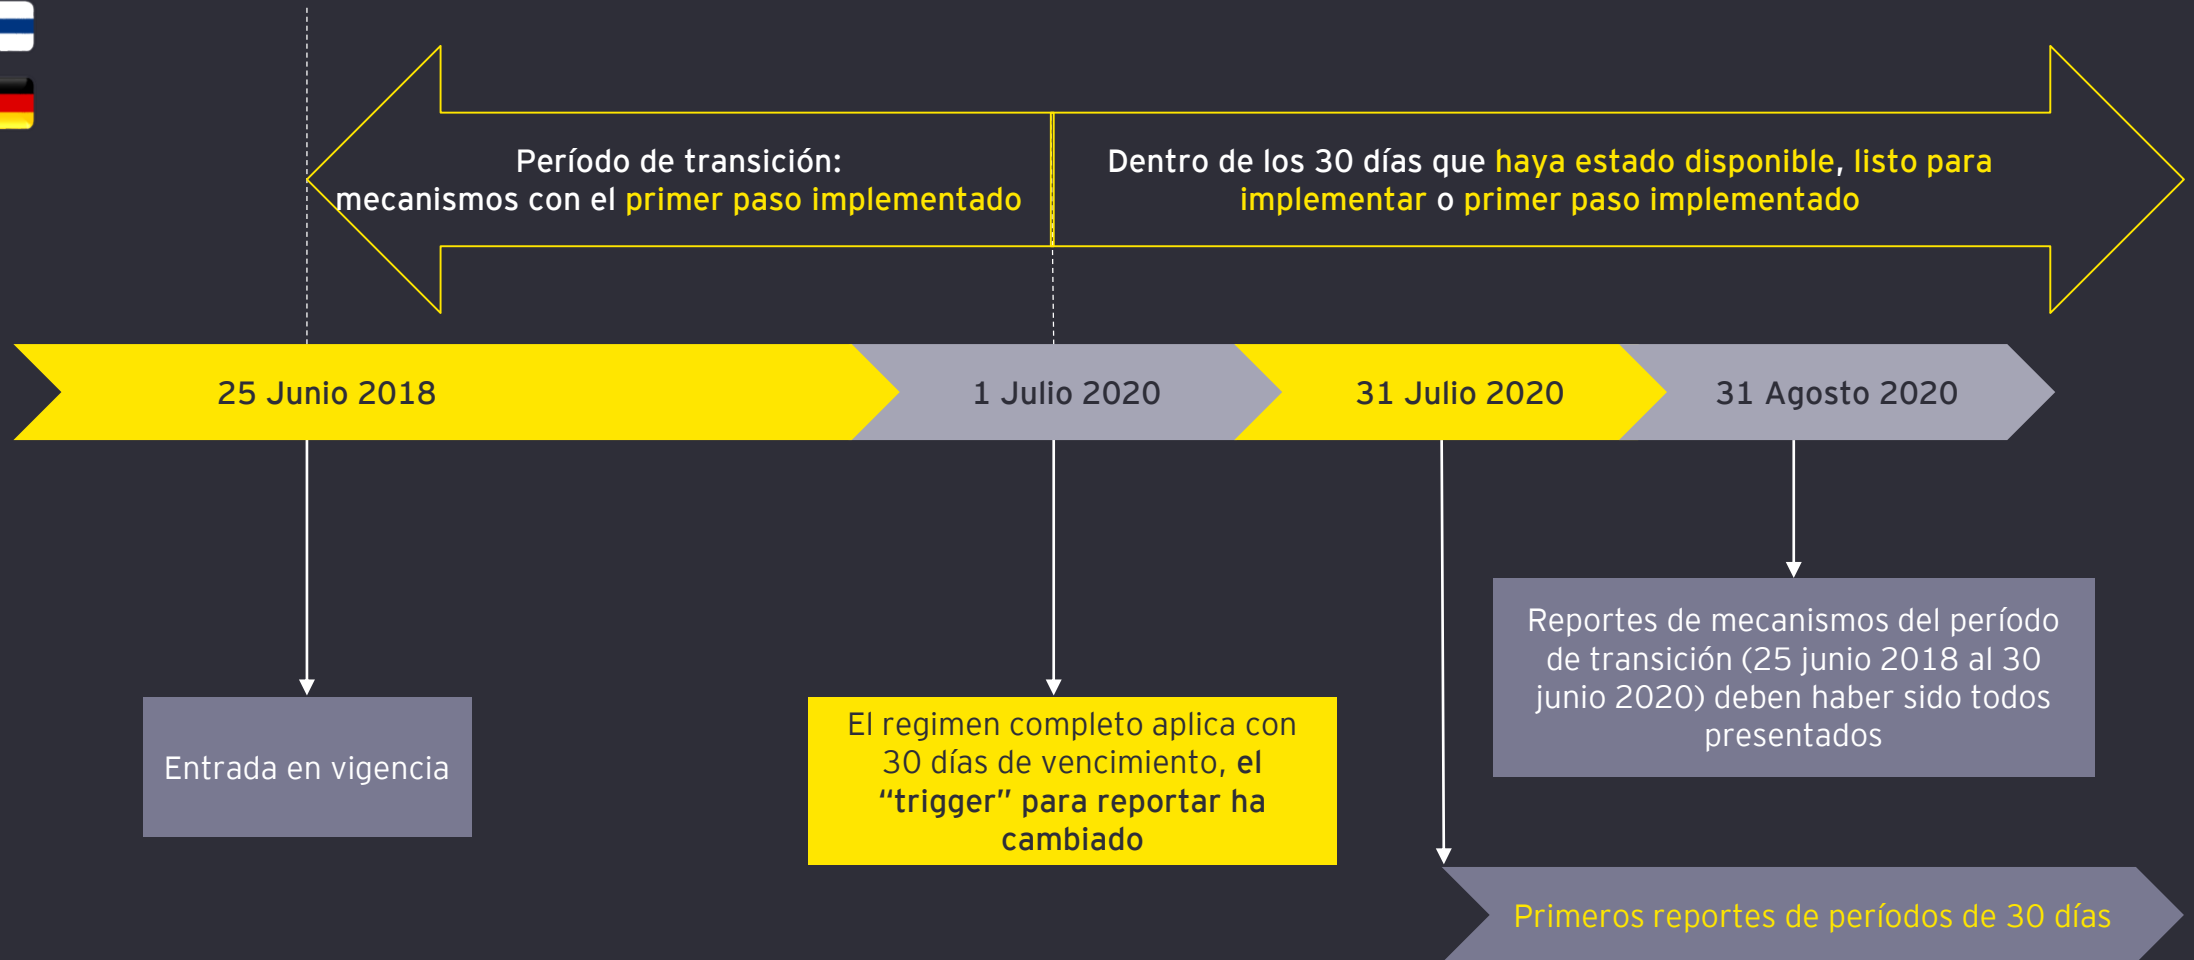 Período de transición:
mecanismos con el primer paso implementado
Dentro de los 30 días que haya estado disponible, listo para
implementar o primer paso implementado
25 Junio 2018
1 Julio 2020
31 Julio 2020
31 Agosto 2020
Entrada en vigencia
El regimen completo aplica con
30 días de vencimiento, el
“trigger” para reportar ha
cambiado
Reportes de mecanismos del período
de transición (25 junio 2018 al 30
junio 2020) deben haber sido todos
presentados
Primeros reportes de períodos de 30 días